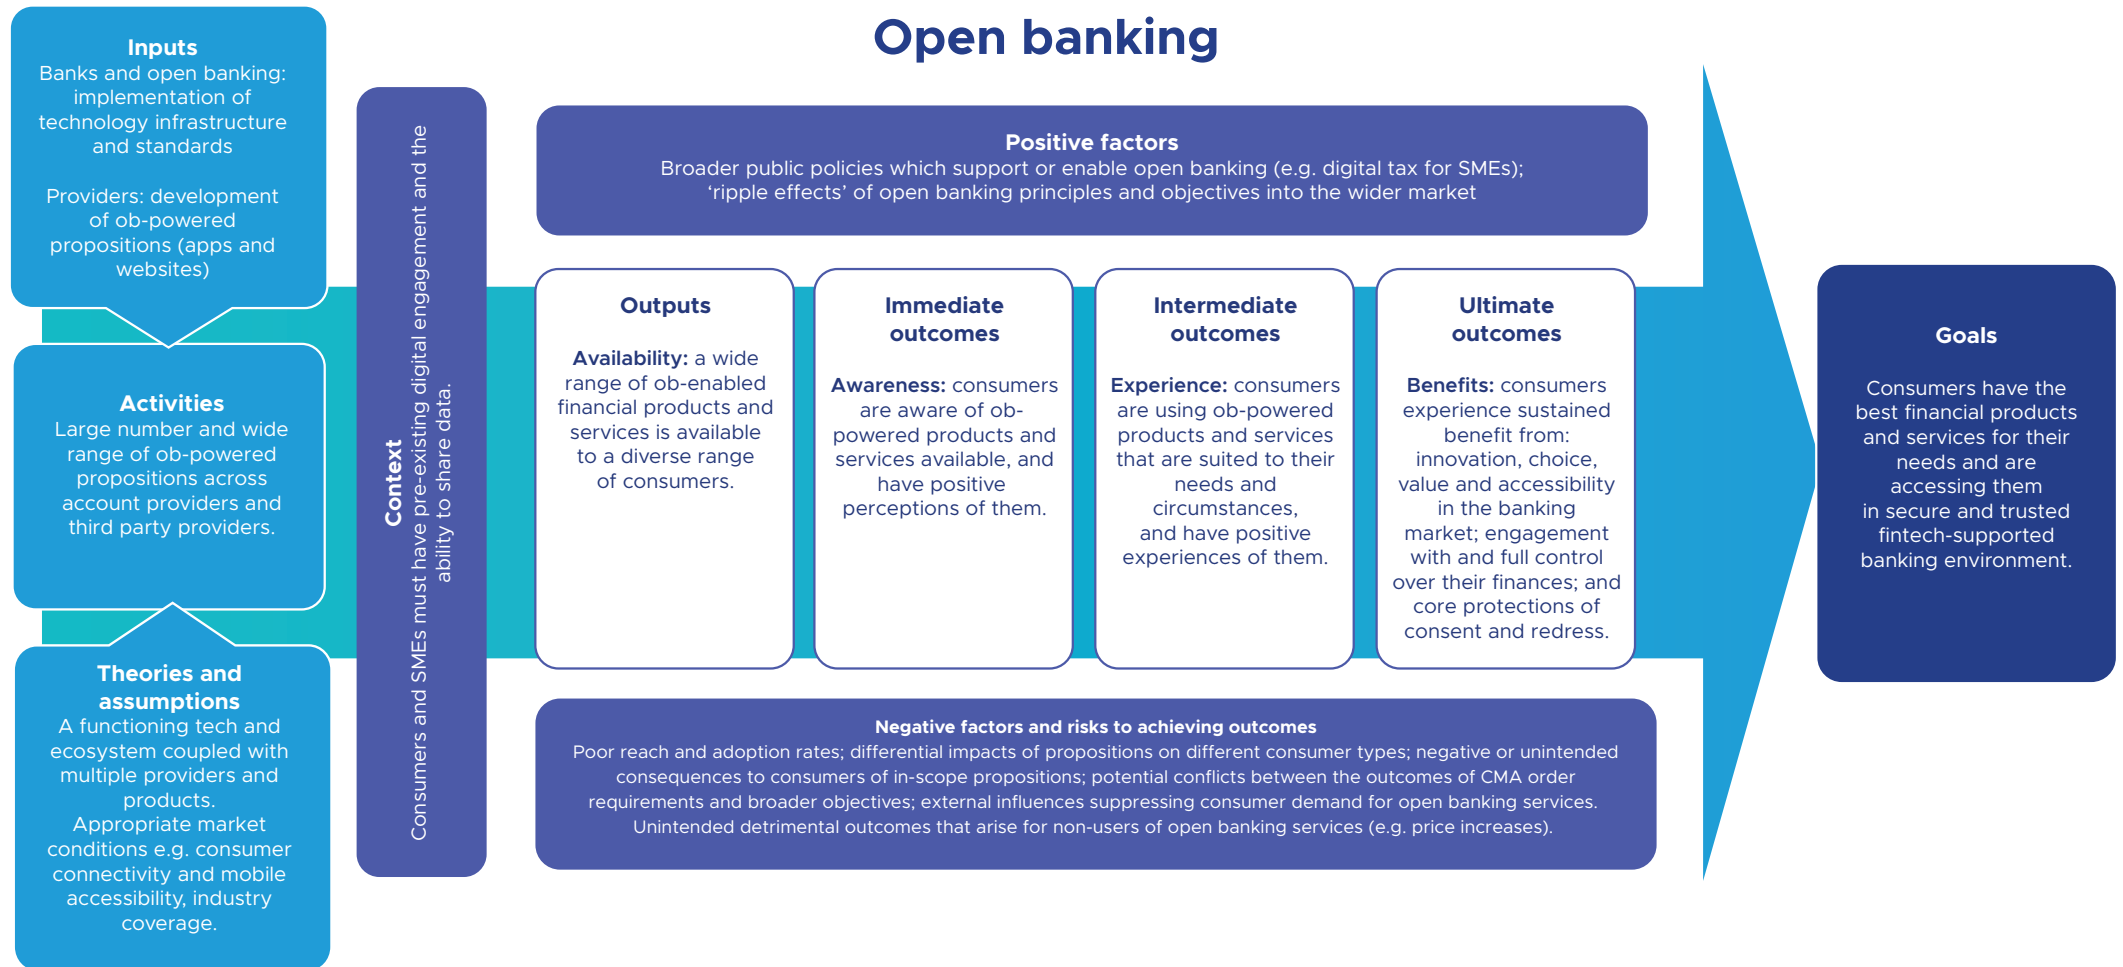 Open banking
Inputs
Banks and open banking:
implementation of
technology infrastructure
and standards
Providers: development
of ob-powered
propositions (apps and
websites)
Activities
Large number and wide
range of ob-powered
propositions across
account providers and
third party providers.
Theories and
assumptions
A functioning tech and
ecosystem coupled with
multiple providers and
products.
Appropriate market
conditions e.g. consumer
connectivity and mobile
accessibility, industry
coverage.
Context
Consumers and SMEs must have pre-existing digital engagement and the
ability to share data.
Positive factors
Broader public policies which support or enable open banking (e.g. digital tax for SMEs);
‘ripple effects’ of open banking principles and objectives into the wider market
Outputs
Availability: a wide
range of ob-enabled
financial products and
services is available
to a diverse range
of consumers.
Immediate
outcomes
Awareness: consumers
are aware of ob-
powered products and
services available, and
have positive
perceptions of them.
Intermediate
outcomes
Experience: consumers
are using ob-powered
products and services
that are suited to their
needs and
circumstances,
and have positive
experiences of them.
Ultimate
outcomes
Benefits: consumers
experience sustained
benefit from:
innovation, choice,
value and accessibility
in the banking
market; engagement
with and full control
over their finances; and
core protections of
consent and redress.
Negative factors and risks to achieving outcomes
Poor reach and adoption rates; differential impacts of propositions on different consumer types; negative or unintended
consequences to consumers of in-scope propositions; potential conflicts between the outcomes of CMA order
requirements and broader objectives; external influences suppressing consumer demand for open banking services.
Unintended detrimental outcomes that arise for non-users of open banking services (e.g. price increases).
Goals
Consumers have the
best financial products
and services for their
needs and are
accessing them
in secure and trusted
fintech-supported
banking environment.